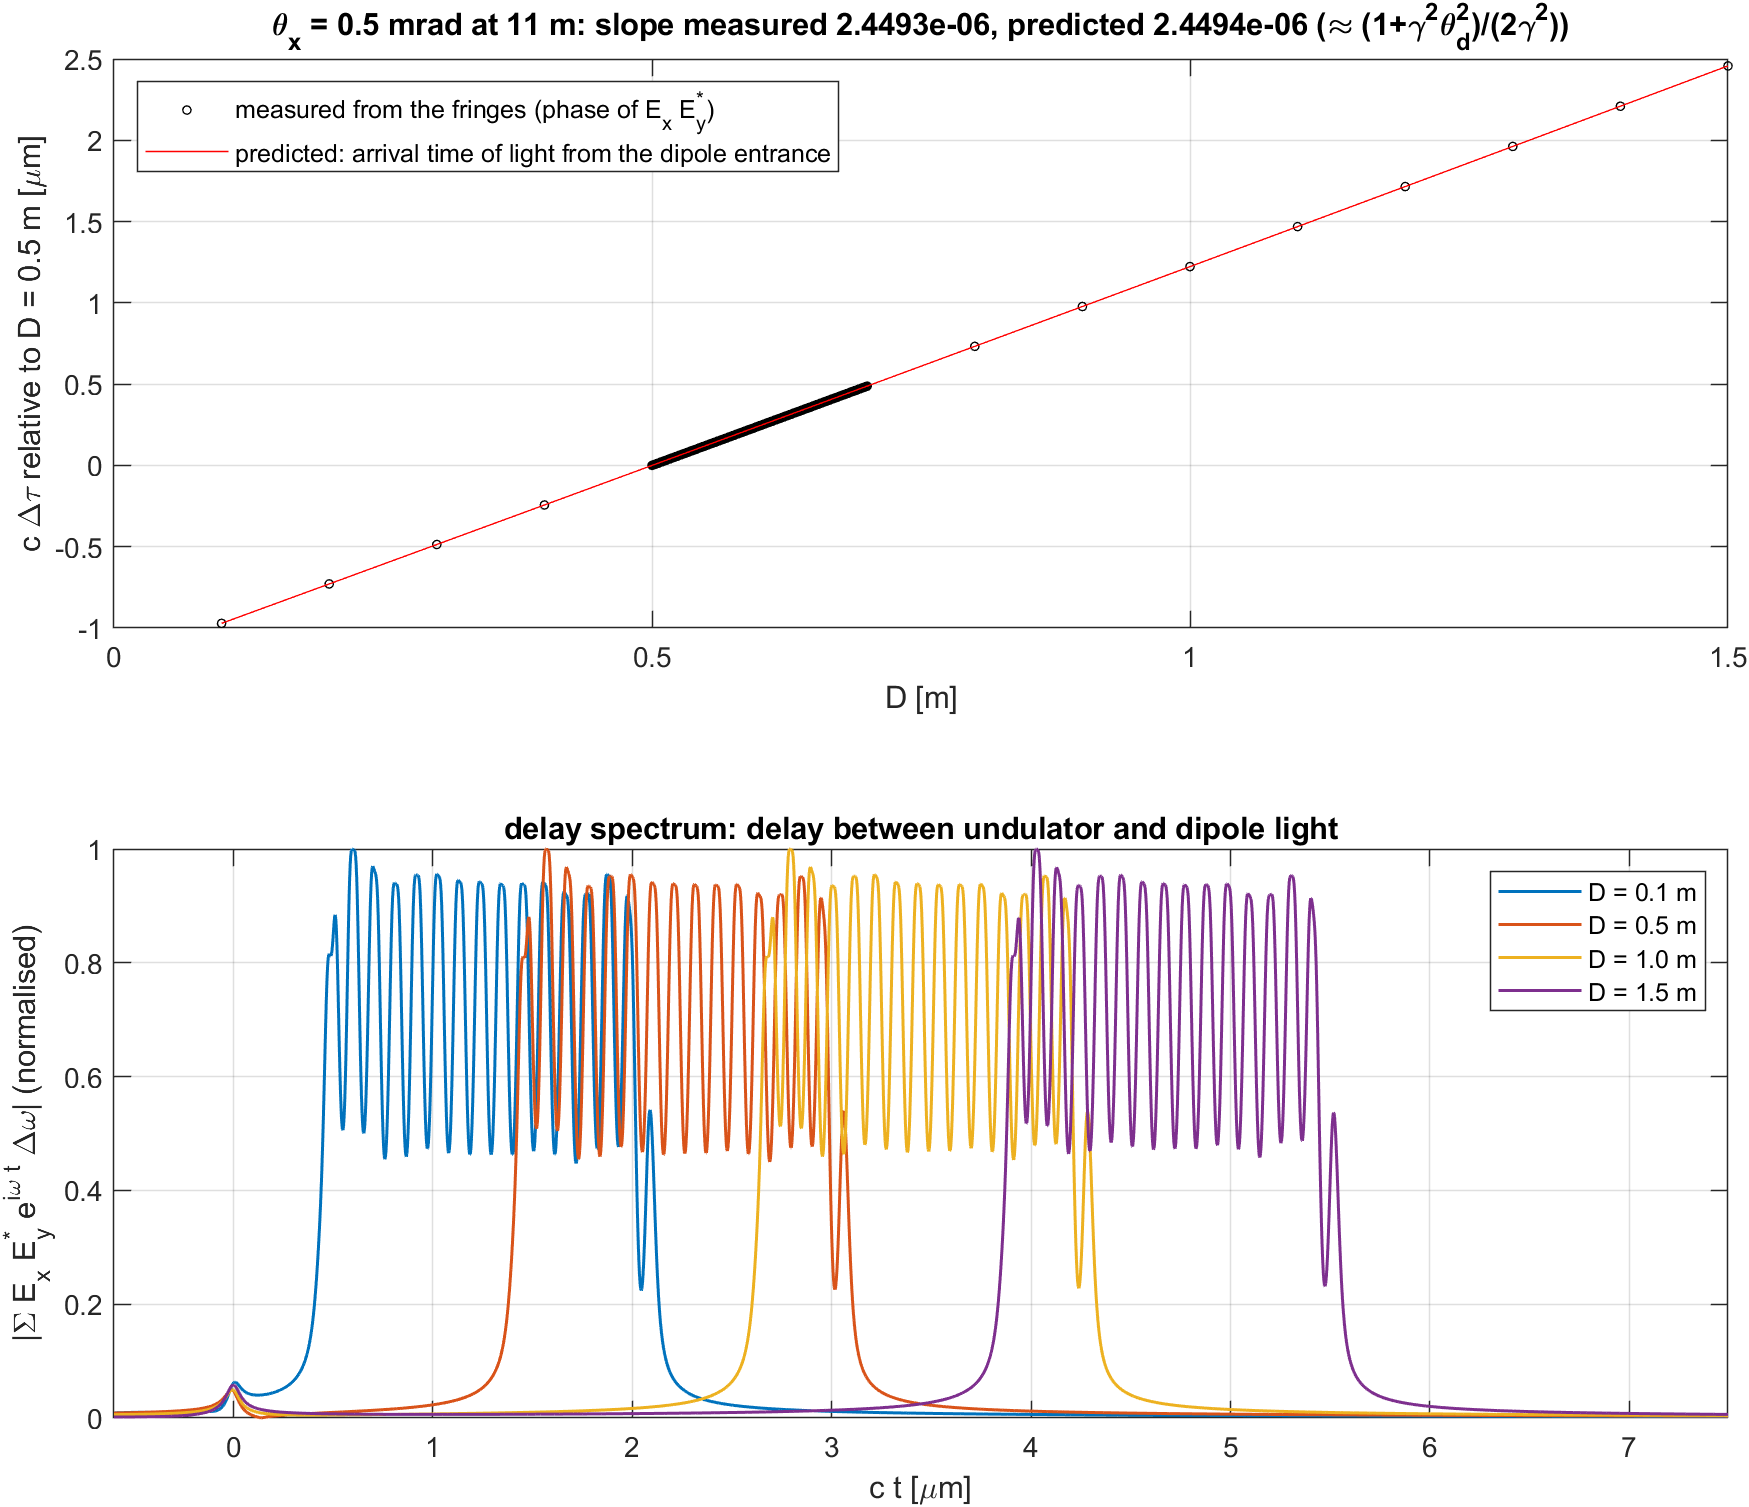 θx = 0.5 mrad at 11 m: slope measured 2.4493e-06, predicted 2.4494e-06 (≈ (1+γ²θd²)/(2γ²))
c Δτ relative to D = 0.5 m [μm]
2.5
2
1.5
1
0.5
0
-0.5
-1
measured from the fringes (phase of Ex Ey*)
predicted: arrival time of light from the dipole entrance
0
0.5
1
1.5
D [m]
delay spectrum: delay between undulator and dipole light
|Σ Ex Ey* e^iω t Δω| (normalised)
1
0.8
0.6
0.4
0.2
0
D = 0.1 m
D = 0.5 m
D = 1.0 m
D = 1.5 m
0
1
2
3
4
5
6
7
c t [μm]